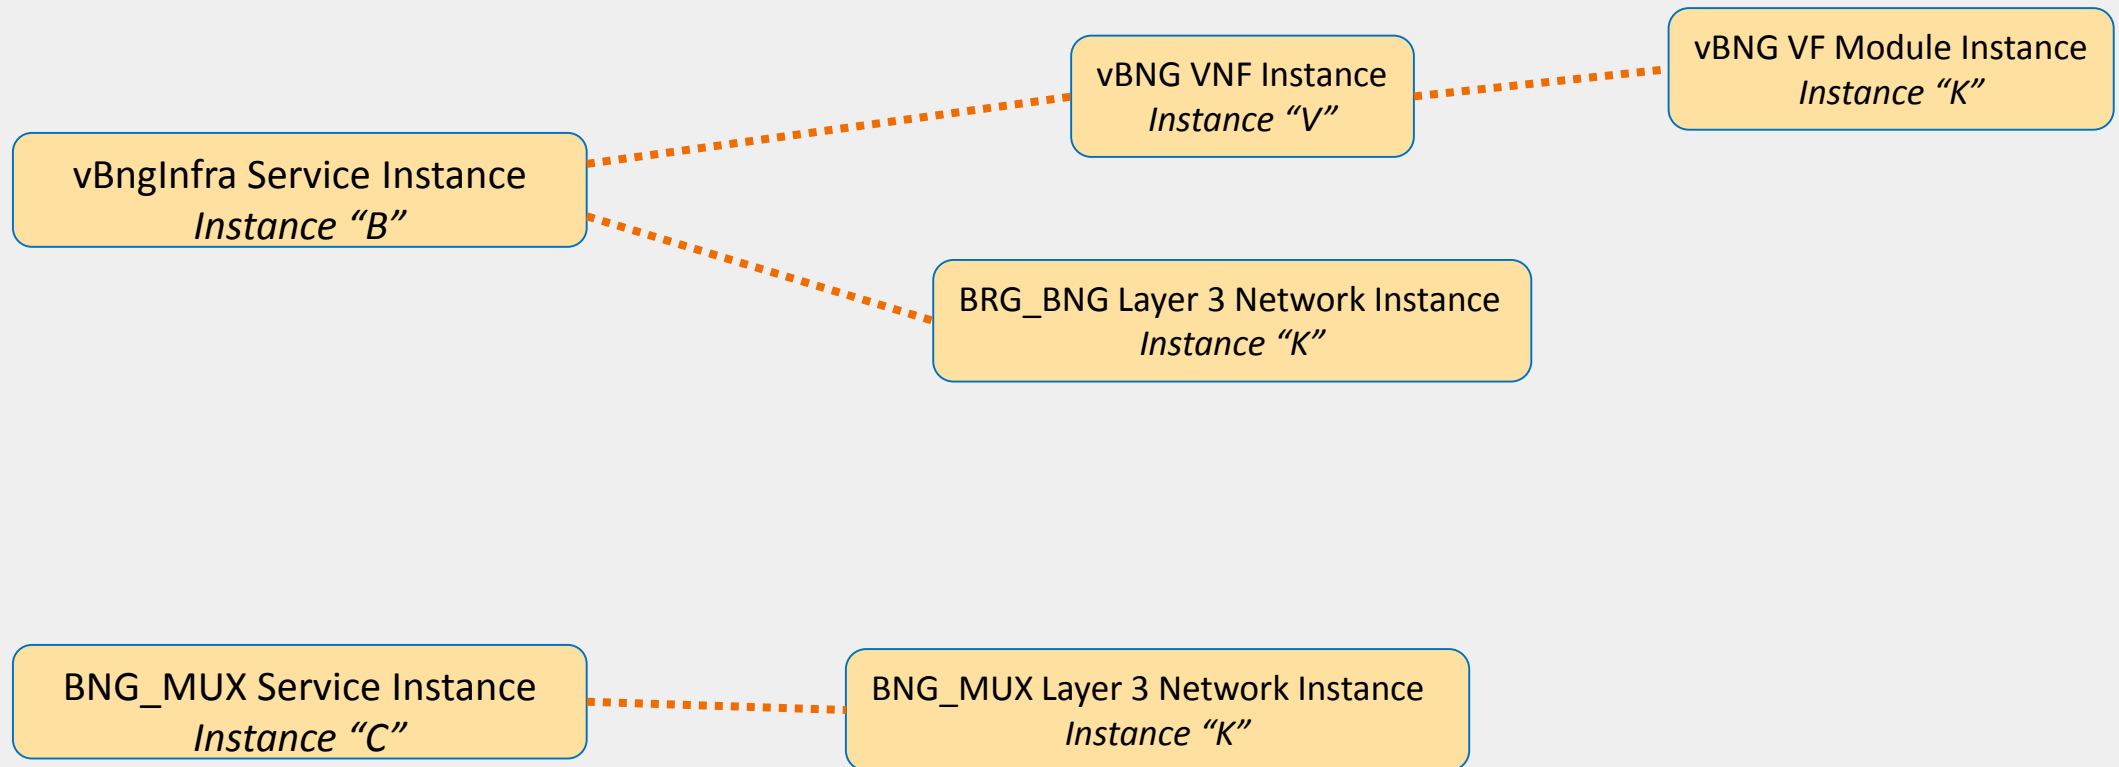 vBNG VF Module Instance
Instance “K”
vBNG VNF Instance
Instance “V”
vBngInfra Service Instance
Instance “B”
BRG_BNG Layer 3 Network Instance
Instance “K”
BNG_MUX Service Instance
Instance “C”
BNG_MUX Layer 3 Network Instance
Instance “K”